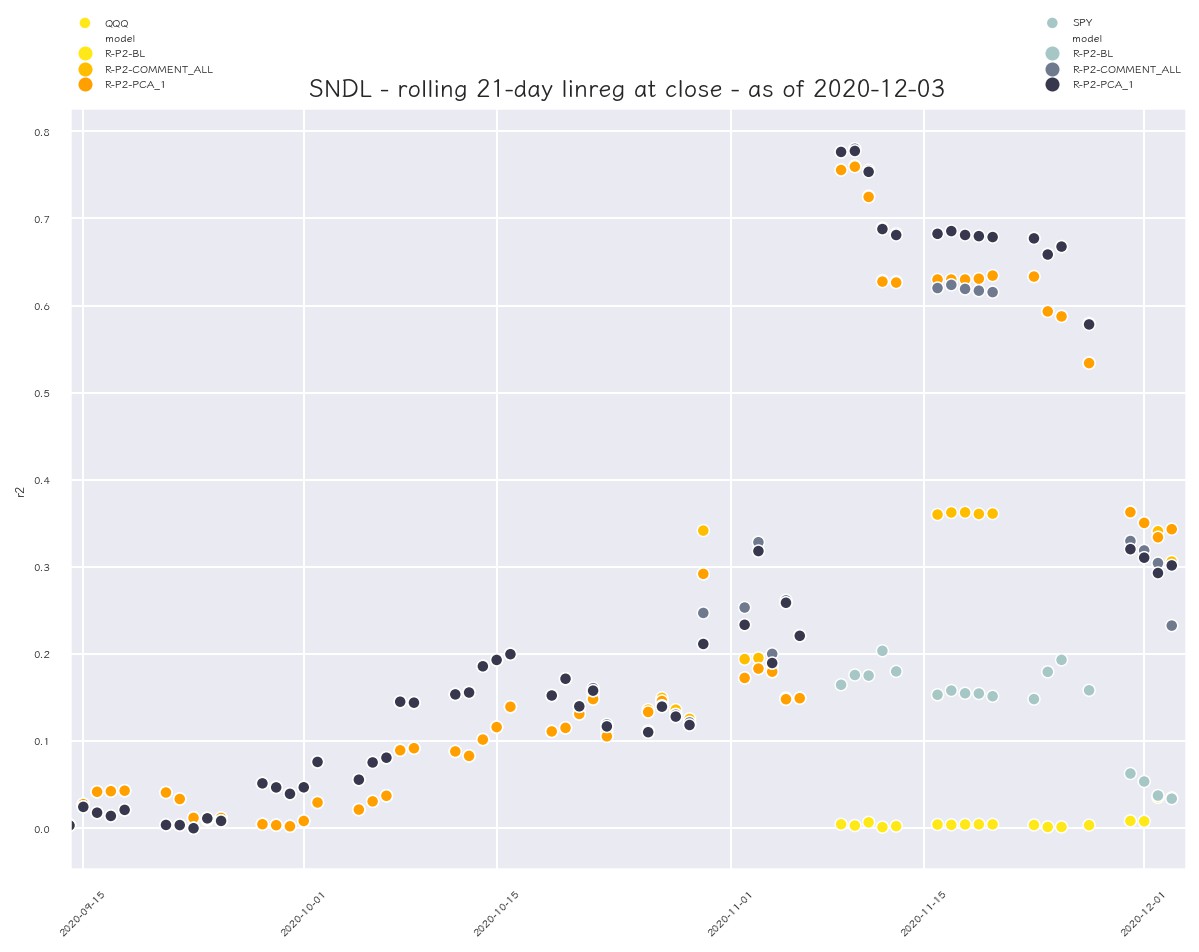 QQQ
model
R-P2-BL
R-P2-COMMENT_ALL
R-P2-PCA_1
SPY
model
R-P2-BL
R-P2-COMMENT_ALL
R-P2-PCA_1
SNDL - rolling 21-day linreg at close - as of 2020-12-03
r2
0.8
0.7
0.6
0.5
0.4
0.3
0.2
0.1
0.0
2020-09-15
2020-10-01
2020-10-15
2020-11-01
2020-11-15
2020-12-01